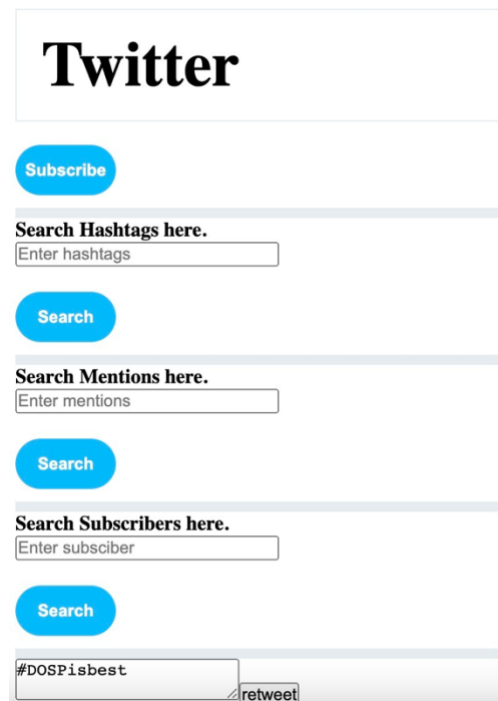 Twitter
Subscribe
Search Hashtags here.
Enter hashtags
Search
Search Mentions here.
Enter mentions
Search
Search Subscribers here.
Enter subsciber
Search
#DOSPisbest
retweet